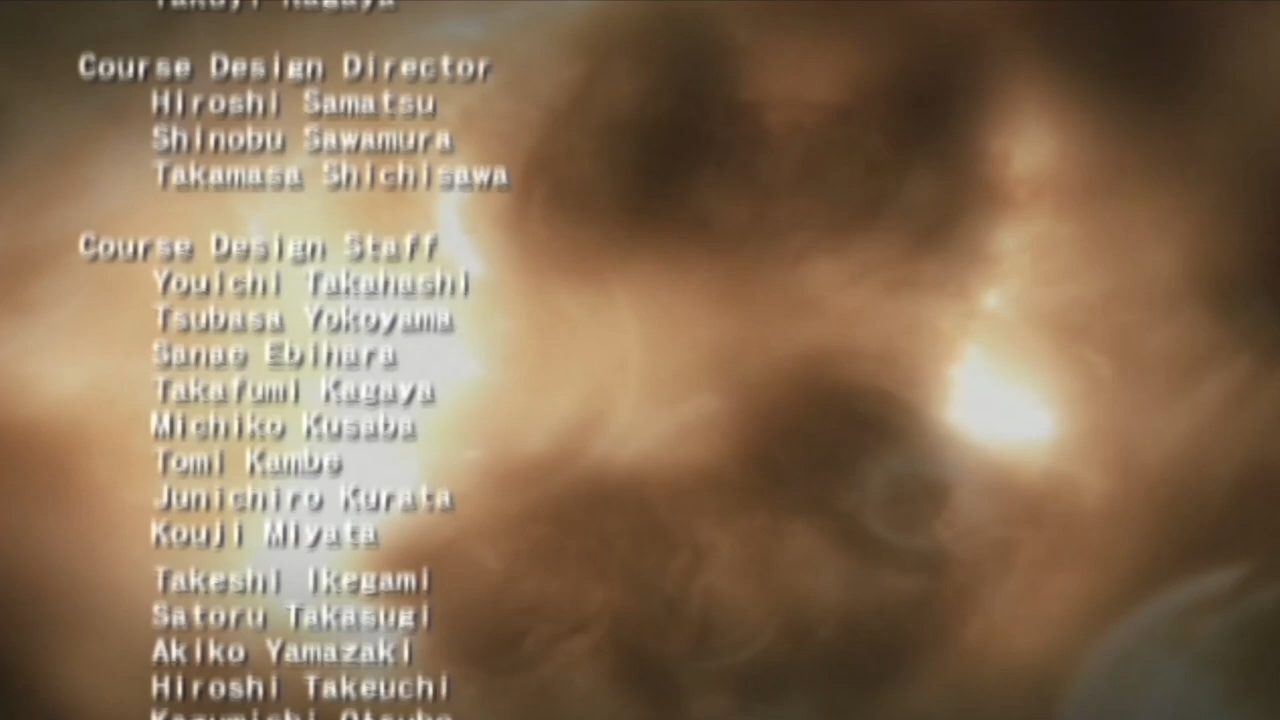 Course Design Director
Hiroshi Samatsu
Shinobu Sawamura
Takamasa Shichisawa
Course Design Staff
Youichi Takahashi
Tsubasa Yokoyama
Sanae Ebihara
Takafumi Kagaya
Michiko Kusaba
Tomi Kambe
Junichiro Kurata
Kouji Miyata
Takeshi Ikegami
Satoru Takasugi
Akiko Yamazaki
Hiroshi Takeuchi